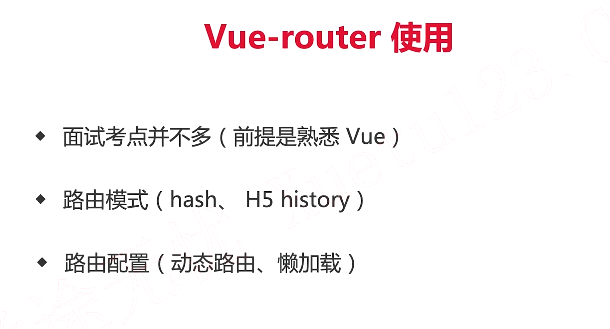 Vue-router 使用
◆ 面试考点并不多（前提是熟悉 Vue）
◆ 路由模式（hash、 H5 history）
◆ 路由配置（动态路由、懒加载）